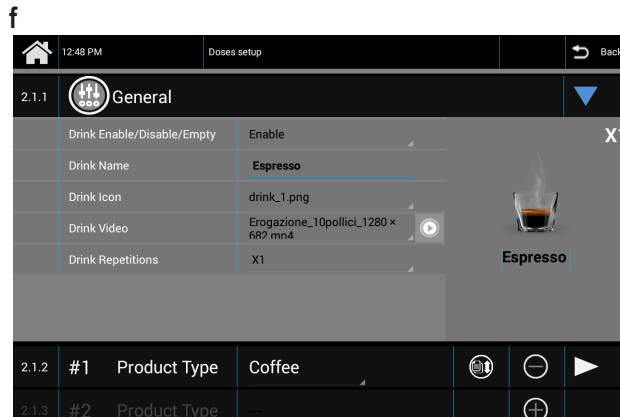 f
12:48 PM Doses setup Back
2.1.1 General
Drink Enable/Disable/Empty Enable X1
Drink Name Espresso
Drink Icon drink_1.png
Drink Video Erogazione_10pollici_1280 ×
682.mp4
Drink Repetitions X1 Espresso
2.1.2 #1 Product Type Coffee
2.1.3 #2 Product Type —